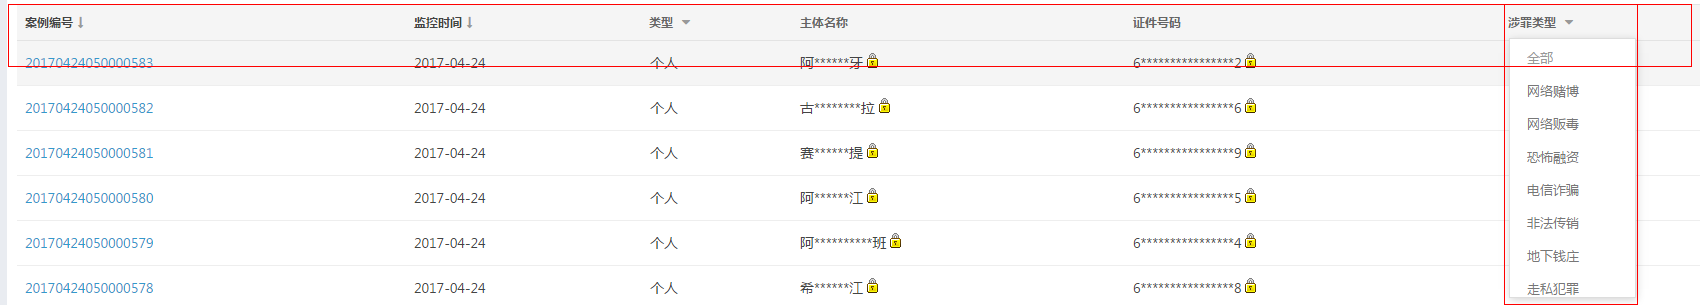 案例编号 监控时间 类型 主体名称 证件号码 涉罪类型
20170424050000583 2017-04-24 个人 阿******牙 6****************2
全部
20170424050000582 2017-04-24 个人 古********拉 6****************6
网络赌博
网络贩毒
20170424050000581 2017-04-24 个人 赛******提 6****************9
恐怖融资
20170424050000580 2017-04-24 个人 阿******江 6****************5
电信诈骗
非法传销
20170424050000579 2017-04-24 个人 阿**********班 6****************4
地下钱庄
20170424050000578 2017-04-24 个人 希******江 6****************8
走私犯罪